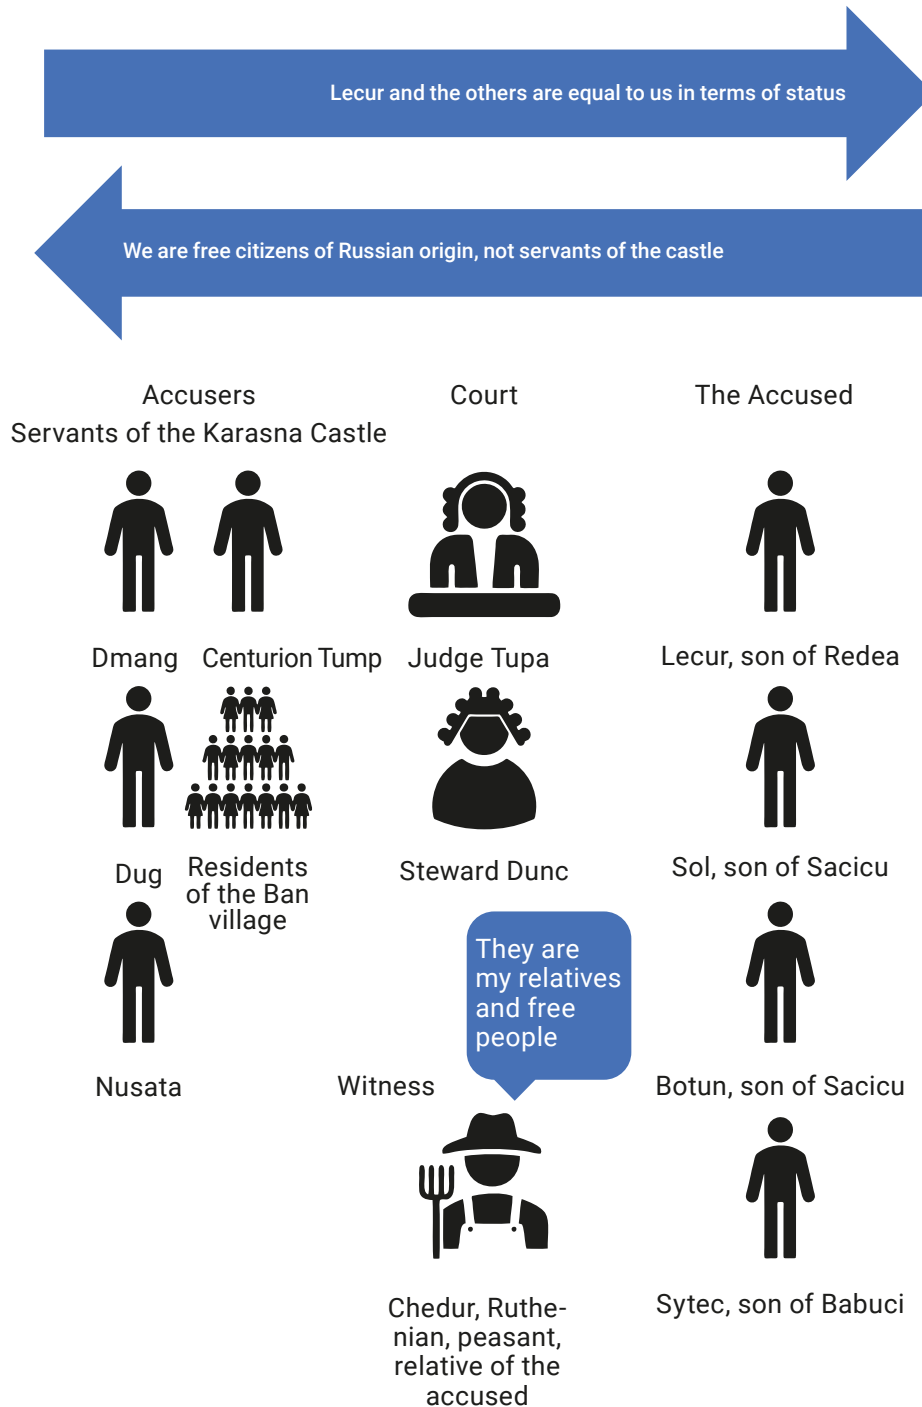 Lecur and the others are equal to us in terms of status
We are free citizens of Russian origin, not servants of the castle
Accusers
Servants of the Karasna Castle
Court
The Accused
Dmang
Centurion Tump
Judge Tupa
Lecur, son of Redea
Dug
Residents
of the Ban
village
Steward Dunc
Sol, son of Sacicu
They are
my relatives
and free
people
Nusata
Witness
Botun, son of Sacicu
Chedur, Ruthe-
nian, peasant,
relative of the
accused
Sytec, son of Babuci